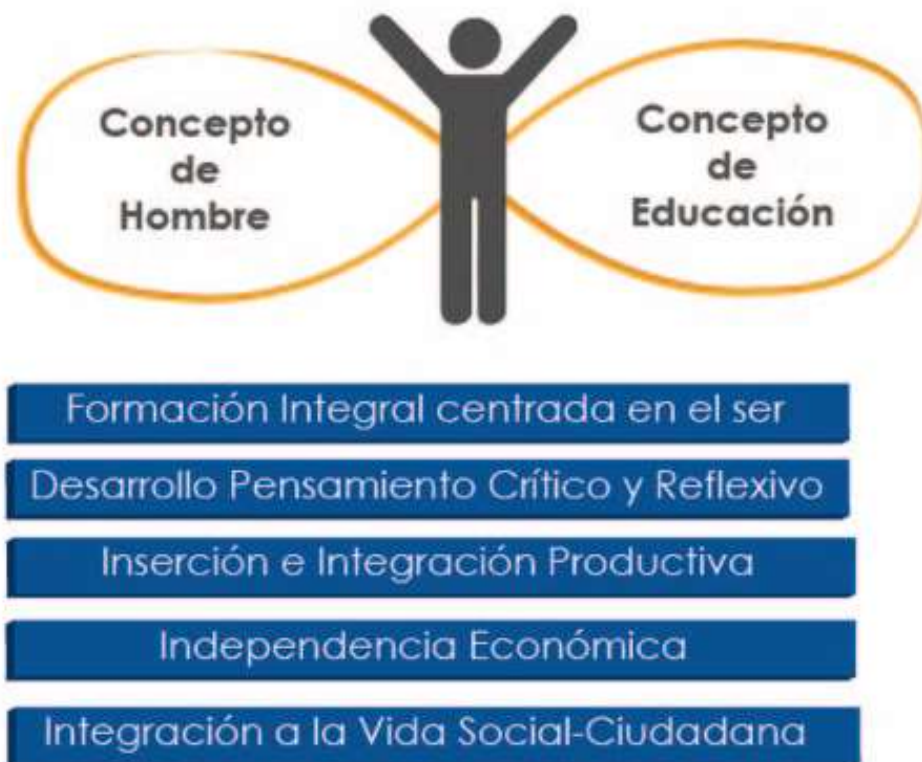 Concepto
de
Hombre
Concepto
de
Educación
Formación Integral centrada en el ser
Desarrollo Pensamiento Crítico y Reflexivo
Inserción e Integración Productiva
Independencia Económica
Integración a la Vida Social-Ciudadana